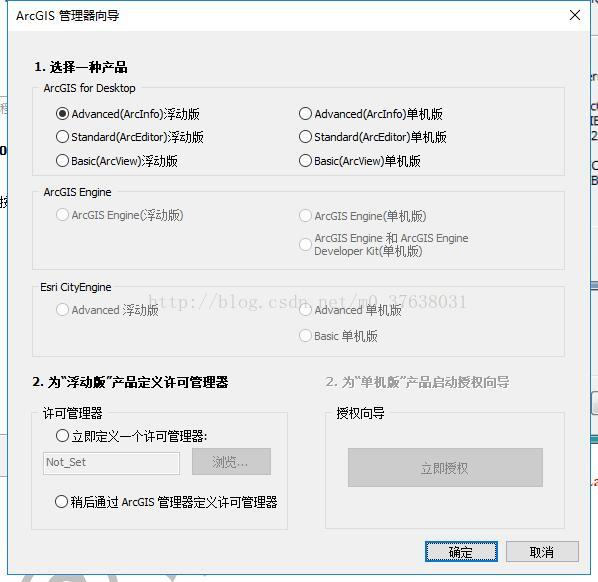 ArcGIS 管理器向导
1. 选择一种产品
ArcGIS for Desktop
Advanced(ArcInfo)浮动版
Advanced(ArcInfo)单机版
Standard(ArcEditor)浮动版
Standard(ArcEditor)单机版
Basic(ArcView)浮动版
Basic(ArcView)单机版
ArcGIS Engine
ArcGIS Engine(浮动版)
ArcGIS Engine(单机版)
ArcGIS Engine 和 ArcGIS Engine
Developer Kit(单机版)
Esri CityEngine
http://blog.csdn.net/m0_37638031
Advanced 浮动版
Advanced 单机版
Basic 单机版
2. 为“浮动版”产品定义许可管理器
2. 为“单机版”产品启动授权向导
许可管理器
授权向导
立即定义一个许可管理器:
Not_Set
浏览...
立即授权
稍后通过 ArcGIS 管理器定义许可管理器
确定
取消